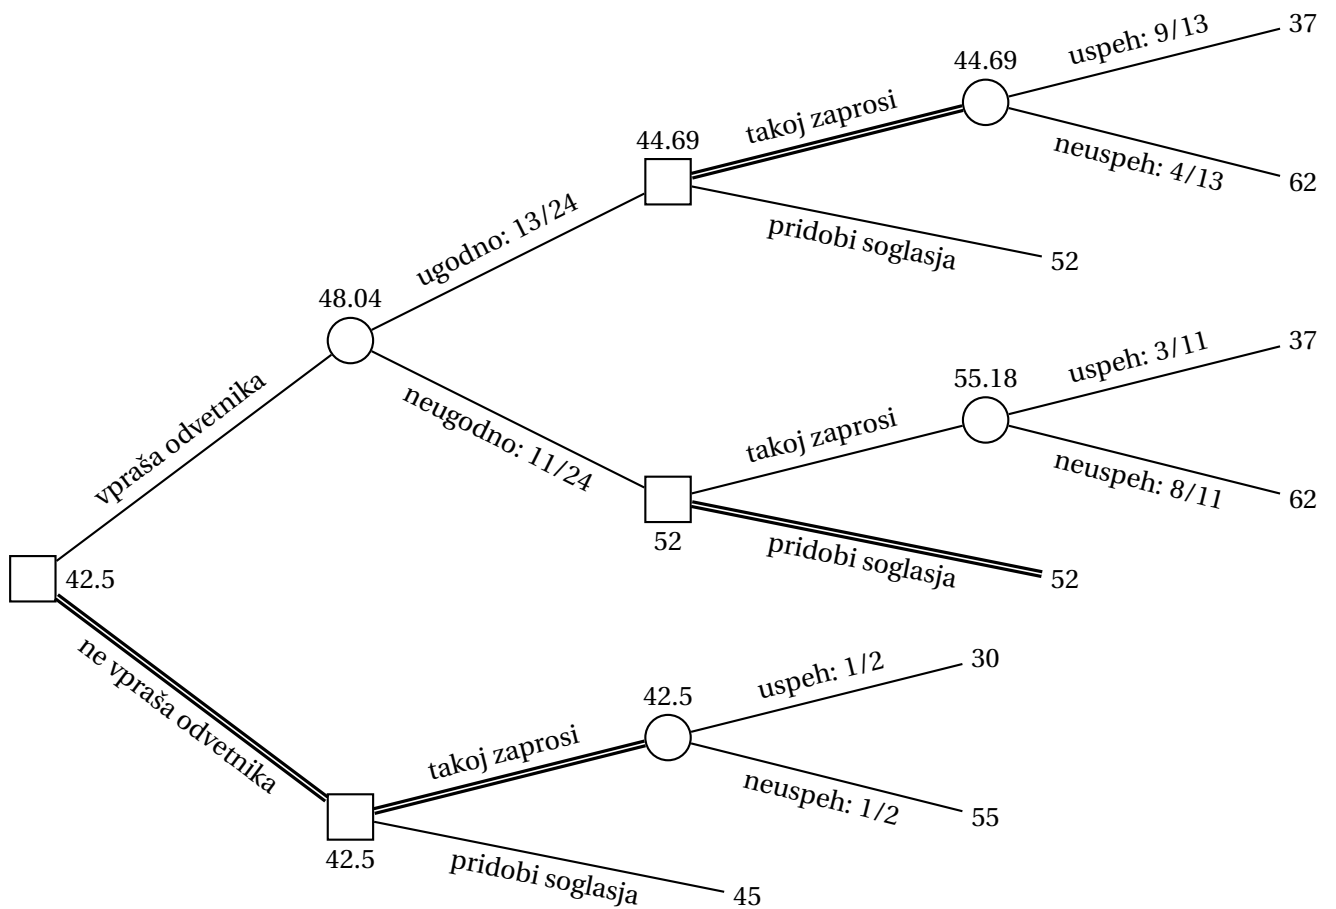 37
uspeh: 9/13
44.69
takoj zaprosi
neuspeh: 4/13
62
44.69
pridobi soglasja
52
ugodno: 13/24
48.04
vpraša odvetnika
neugodno: 11/24
37
uspeh: 3/11
55.18
takoj zaprosi
neuspeh: 8/11
62
52
pridobi soglasja
52
42.5
ne vpraša odvetnika
30
uspeh: 1/2
42.5
takoj zaprosi
neuspeh: 1/2
55
42.5
pridobi soglasja
45